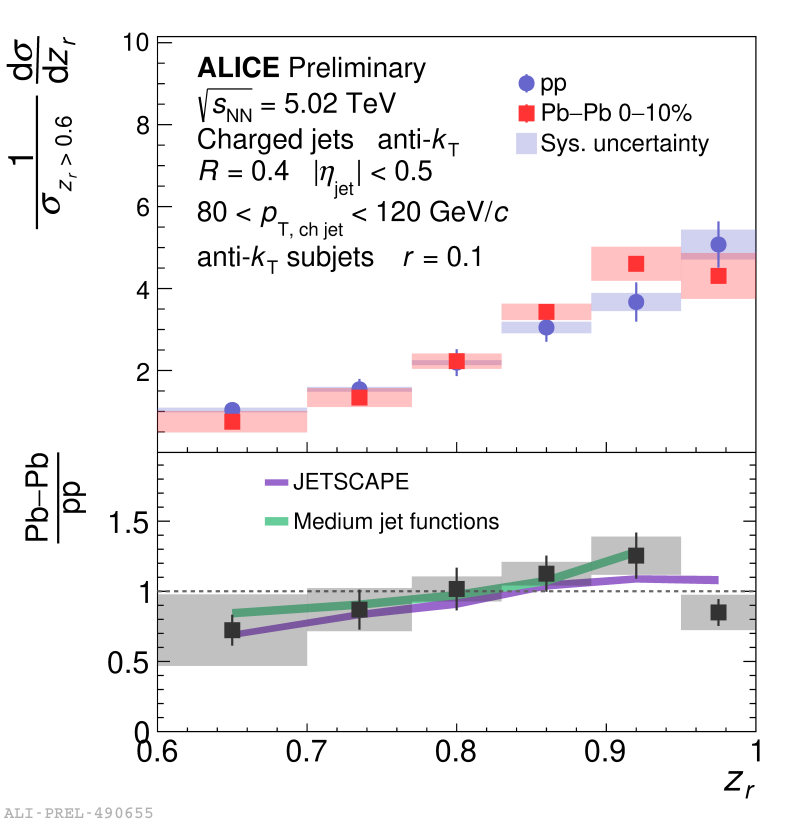 1/σ_{z_r > 0.6} dσ/dz_r
10
8
6
4
2
ALICE Preliminary
√s_NN = 5.02 TeV
Charged jets anti-k_T
R = 0.4 |η_jet| < 0.5
80 < p_{T, ch jet} < 120 GeV/c
anti-k_T subjets r = 0.1
pp
Pb−Pb 0−10%
Sys. uncertainty
Pb−Pb
pp
1.5
1
0.5
0
JETSCAPE
Medium jet functions
0.6 0.7 0.8 0.9 1
z_r
ALI-PREL-490655